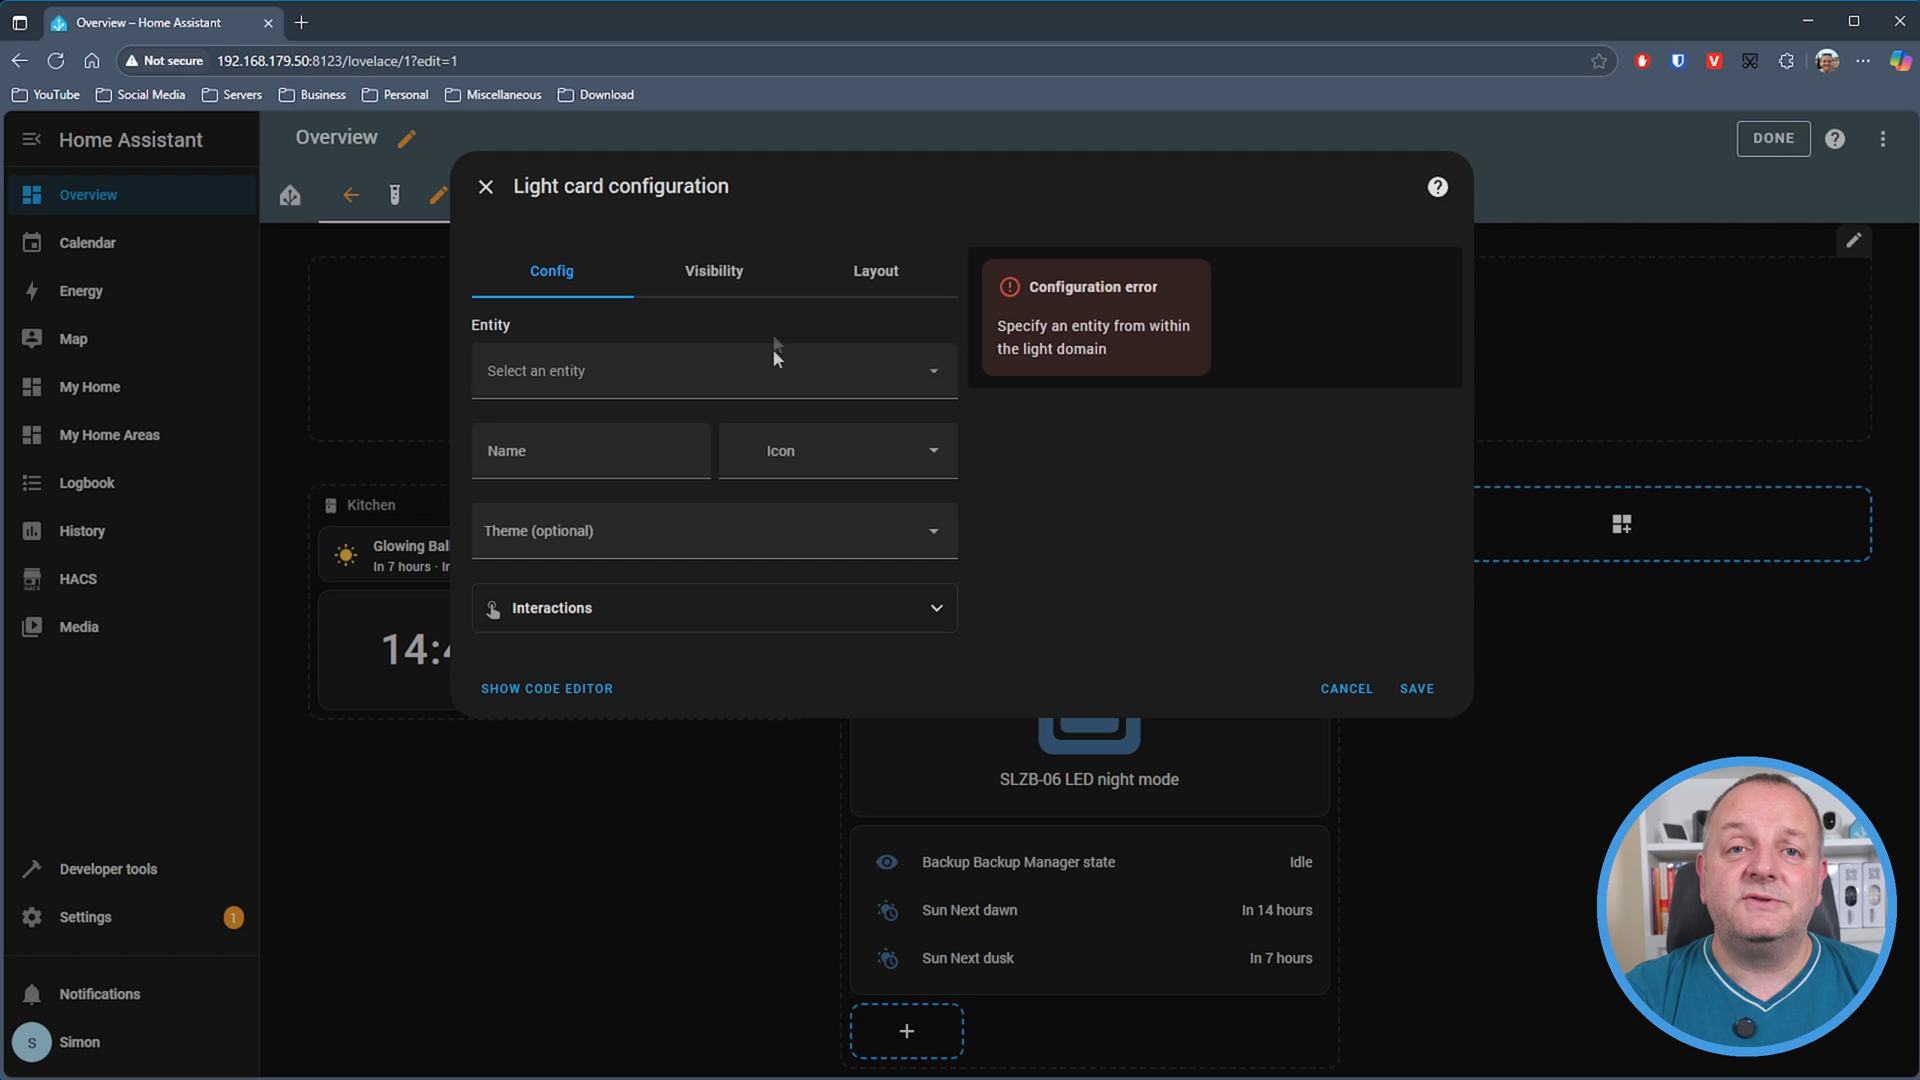 Overview – Home Assistant
Not secure
192.168.179.50:8123/lovelace/1?edit=1
YouTube
Social Media
Servers
Business
Personal
Miscellaneous
Download
Home Assistant
Overview
Calendar
Energy
Map
My Home
My Home Areas
Logbook
History
HACS
HACS
Media
Developer tools
Settings
1
Notifications
S
Simon
Overview
DONE
Light card configuration
Config
Visibility
Layout
Entity
Select an entity
Name
Icon
Theme (optional)
Interactions
SHOW CODE EDITOR
CANCEL
SAVE
Configuration error
Specify an entity from within
the light domain
Kitchen
Glowing Bal
In 7 hours · I
14:4
SLZB-06 LED night mode
Backup Backup Manager state
Idle
Sun Next dawn
In 14 hours
Sun Next dusk
In 7 hours